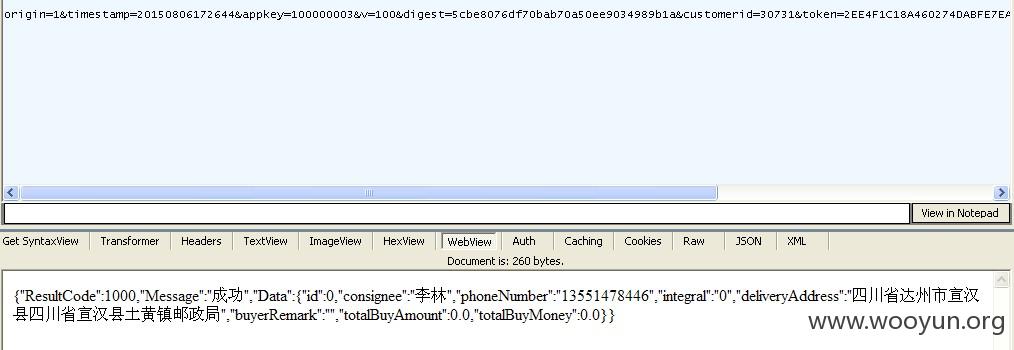 origin=1&timestamp=20150806172644&appkey=100000003&v=100&digest=5cbe8076df70bab70a50ee9034989b1a&customerid=30731&token=2EE4F1C18A460274DABFE7EA
View in Notepad
Get SyntaxView Transformer Headers TextView ImageView HexView WebView Auth Caching Cookies Raw JSON XML
Document is: 260 bytes.
{"ResultCode":1000,"Message":"成功","Data":{"id":0,"consignee":"李林","phoneNumber":"13551478446","integral":"0","deliveryAddress":"四川省达州市宣汉
县四川省宣汉县土黄镇邮政局","buyerRemark":"","totalBuyAmount":0.0,"totalBuyMoney":0.0}}
www.wooyun.org